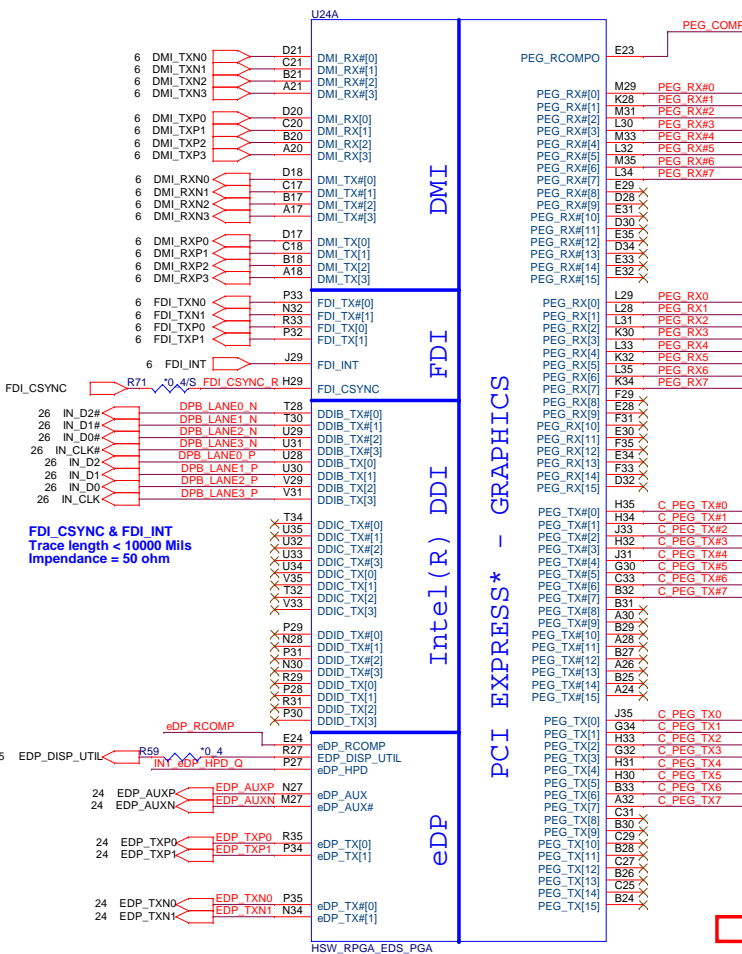 U24A
PEG_COMP
6 DMI_TXN0 D21 DMI_RX#[0]
6 DMI_TXN1 C21 DMI_RX#[1]
6 DMI_TXN2 B21 DMI_RX#[2]
6 DMI_TXN3 A21 DMI_RX#[3]
6 DMI_TXP0 D20 DMI_RX[0]
6 DMI_TXP1 C20 DMI_RX[1]
6 DMI_TXP2 B20 DMI_RX[2]
6 DMI_TXP3 A20 DMI_RX[3]
6 DMI_RXN0 D18 DMI_TX#[0]
6 DMI_RXN1 C17 DMI_TX#[1]
6 DMI_RXN2 B17 DMI_TX#[2]
6 DMI_RXN3 A17 DMI_TX#[3]
6 DMI_RXP0 D17 DMI_TX[0]
6 DMI_RXP1 C18 DMI_TX[1]
6 DMI_RXP2 B18 DMI_TX[2]
6 DMI_RXP3 A18 DMI_TX[3]
DMI
6 FDI_TXN0 P33 FDI_TX#[0]
6 FDI_TXN1 N32 FDI_TX#[1]
6 FDI_TXP0 R33 FDI_TX[0]
6 FDI_TXP1 P32 FDI_TX[1]
6 FDI_INT J29 FDI_INT
FDI_CSYNC R71 *0_4/S FDI_CSYNC_R H29 FDI_CSYNC
FDI
26 IN_D2# DPB_LANE0_N T28 DDIB_TX#[0]
26 IN_D1# DPB_LANE1_N T30 DDIB_TX#[1]
26 IN_D0# DPB_LANE2_N U29 DDIB_TX#[2]
26 IN_CLK# DPB_LANE3_N U31 DDIB_TX#[3]
26 IN_D2 DPB_LANE0_P U28 DDIB_TX[0]
26 IN_D1 DPB_LANE1_P U30 DDIB_TX[1]
26 IN_D0 DPB_LANE2_P V29 DDIB_TX[2]
26 IN_CLK DPB_LANE3_P V31 DDIB_TX[3]
FDI_CSYNC & FDI_INT
Trace length < 10000 Mils
Impendance = 50 ohm
T34 DDIC_TX#[0]
U35 DDIC_TX#[1]
U32 DDIC_TX#[2]
U33 DDIC_TX#[3]
U34 DDIC_TX[0]
V35 DDIC_TX[1]
T32 DDIC_TX[2]
V33 DDIC_TX[3]
P29 DDID_TX#[0]
N28 DDID_TX#[1]
P31 DDID_TX#[2]
N30 DDID_TX#[3]
R29 DDID_TX[0]
P28 DDID_TX[1]
R31 DDID_TX[2]
P30 DDID_TX[3]
Intel(R) DDI
eDP_RCOMP E24 eDP_RCOMP
5 EDP_DISP_UTIL R59 *0_4 R27 EDP_DISP_UTIL
IN1_eDP_HPD_Q P27 eDP_HPD
24 EDP_AUXP EDP_AUXP N27 eDP_AUX
24 EDP_AUXN EDP_AUXN M27 eDP_AUX#
24 EDP_TXP0 EDP_TXP0 R35 eDP_TX[0]
24 EDP_TXP1 EDP_TXP1 P34 eDP_TX[1]
24 EDP_TXN0 EDP_TXN0 P35 eDP_TX#[0]
24 EDP_TXN1 EDP_TXN1 N34 eDP_TX#[1]
eDP
PCI EXPRESS* - GRAPHICS
PEG_RCOMPO E23
PEG_RX#[0] M29 PEG_RX#0
PEG_RX#[1] K28 PEG_RX#1
PEG_RX#[2] M31 PEG_RX#2
PEG_RX#[3] L30 PEG_RX#3
PEG_RX#[4] M33 PEG_RX#4
PEG_RX#[5] L32 PEG_RX#5
PEG_RX#[6] M35 PEG_RX#6
PEG_RX#[7] L34 PEG_RX#7
PEG_RX#[8] E29
PEG_RX#[9] D28
PEG_RX#[10] E31
PEG_RX#[11] D30
PEG_RX#[12] E35
PEG_RX#[13] D34
PEG_RX#[14] E33
PEG_RX#[15] E32
PEG_RX[0] L29 PEG_RX0
PEG_RX[1] L28 PEG_RX1
PEG_RX[2] L31 PEG_RX2
PEG_RX[3] K30 PEG_RX3
PEG_RX[4] L33 PEG_RX4
PEG_RX[5] K32 PEG_RX5
PEG_RX[6] L35 PEG_RX6
PEG_RX[7] K34 PEG_RX7
PEG_RX[8] F29
PEG_RX[9] E28
PEG_RX[10] F31
PEG_RX[11] E30
PEG_RX[12] F35
PEG_RX[13] E34
PEG_RX[14] F33
PEG_RX[15] D32
PEG_TX#[0] H35 C_PEG_TX#0
PEG_TX#[1] H34 C_PEG_TX#1
PEG_TX#[2] J33 C_PEG_TX#2
PEG_TX#[3] H32 C_PEG_TX#3
PEG_TX#[4] J31 C_PEG_TX#4
PEG_TX#[5] G30 C_PEG_TX#5
PEG_TX#[6] C33 C_PEG_TX#6
PEG_TX#[7] B32 C_PEG_TX#7
PEG_TX#[8] B31
PEG_TX#[9] A30
PEG_TX#[10] B29
PEG_TX#[11] A28
PEG_TX#[12] B27
PEG_TX#[13] A26
PEG_TX#[14] B25
PEG_TX#[15] A24
PEG_TX[0] J35 C_PEG_TX0
PEG_TX[1] G34 C_PEG_TX1
PEG_TX[2] H33 C_PEG_TX2
PEG_TX[3] G32 C_PEG_TX3
PEG_TX[4] H31 C_PEG_TX4
PEG_TX[5] H30 C_PEG_TX5
PEG_TX[6] B33 C_PEG_TX6
PEG_TX[7] A32 C_PEG_TX7
PEG_TX[8] C31
PEG_TX[9] B30
PEG_TX[10] C29
PEG_TX[11] B28
PEG_TX[12] C27
PEG_TX[13] B26
PEG_TX[14] C25
PEG_TX[15] B24
HSW_RPGA_EDS_PGA